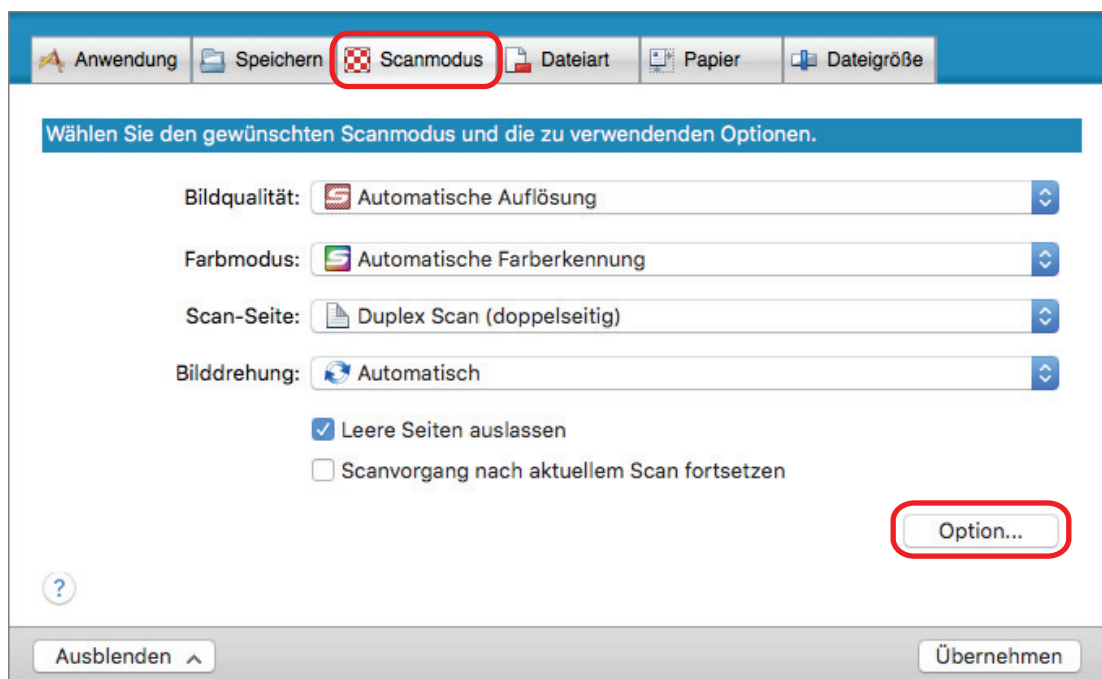 Anwendung Speichern Scanmodus Dateiart Papier Dateigröße
Wählen Sie den gewünschten Scanmodus und die zu verwendenden Optionen.
Bildqualität: Automatische Auflösung
Farbmodus: Automatische Farberkennung
Scan-Seite: Duplex Scan (doppelseitig)
Bilddrehung: Automatisch
Leere Seiten auslassen
Scanvorgang nach aktuellem Scan fortsetzen
Option...
?
Ausblenden Übernehmen